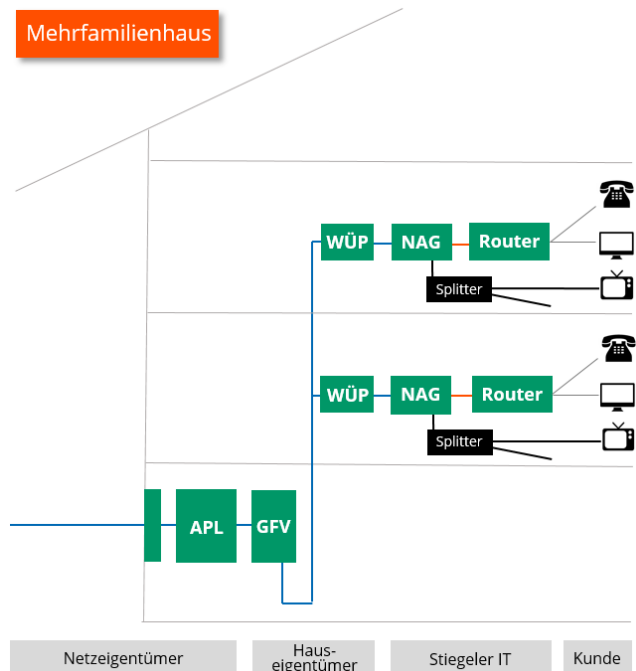 Mehrfamilienhaus
WÜP
NAG
Router
Splitter
WÜP
NAG
Router
Splitter
APL
GFV
Netzeigentümer
Haus-
eigentümer
Stiegeler IT
Kunde